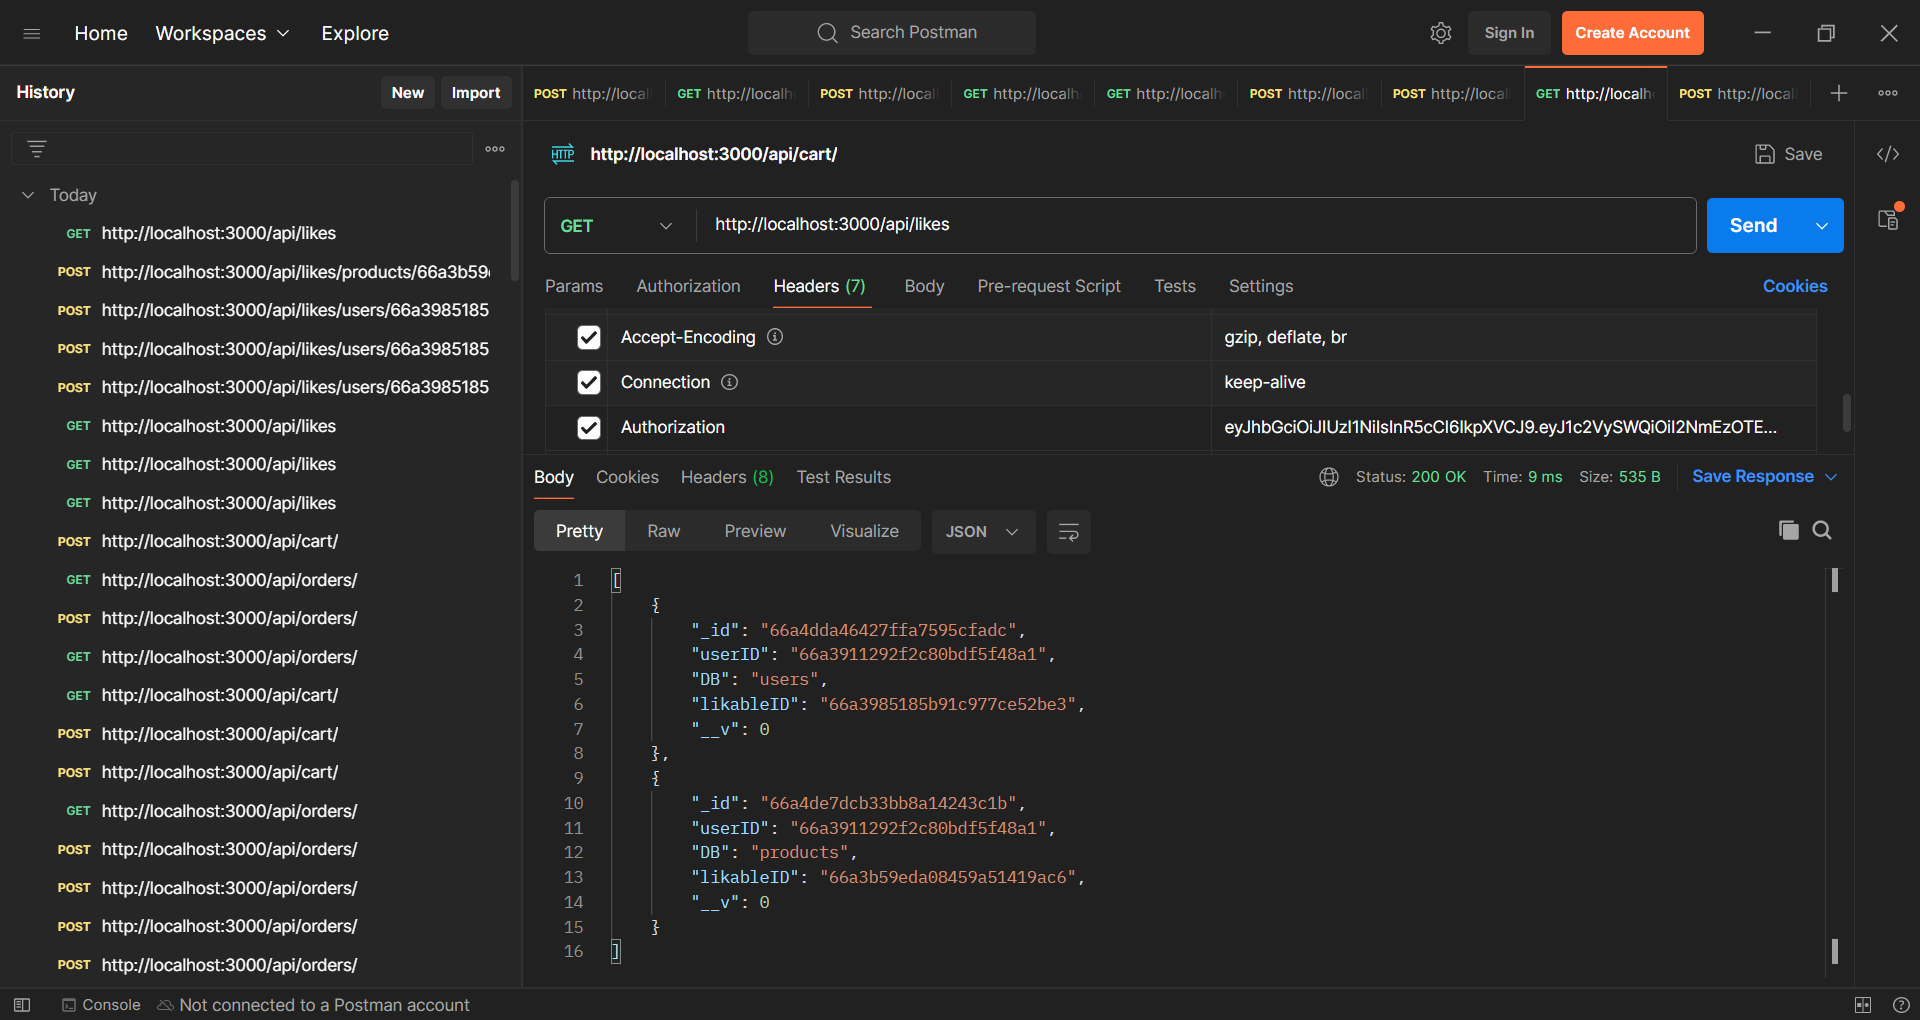 Home Workspaces Explore Search Postman Sign In Create Account
History New Import
POST http://local GET http://localh POST http://local GET http://localh GET http://localh POST http://local POST http://local GET http://localh POST http://local
HTTP http://localhost:3000/api/cart/ Save
GET http://localhost:3000/api/likes Send
Params Authorization Headers (7) Body Pre-request Script Tests Settings Cookies
Accept-Encoding gzip, deflate, br
Connection keep-alive
Authorization eyJhbGciOiJIUzI1NiIsInR5cCI6IkpXVCJ9.eyJ1c2VySWQiOiI2NmEzOTE...
Today
GET http://localhost:3000/api/likes
POST http://localhost:3000/api/likes/products/66a3b59
POST http://localhost:3000/api/likes/users/66a3985185
POST http://localhost:3000/api/likes/users/66a3985185
POST http://localhost:3000/api/likes/users/66a3985185
GET http://localhost:3000/api/likes
GET http://localhost:3000/api/likes
GET http://localhost:3000/api/likes
POST http://localhost:3000/api/cart/
GET http://localhost:3000/api/orders/
POST http://localhost:3000/api/orders/
GET http://localhost:3000/api/orders/
GET http://localhost:3000/api/cart/
POST http://localhost:3000/api/cart/
POST http://localhost:3000/api/cart/
GET http://localhost:3000/api/orders/
POST http://localhost:3000/api/orders/
POST http://localhost:3000/api/orders/
POST http://localhost:3000/api/orders/
POST http://localhost:3000/api/orders/
Body Cookies Headers (8) Test Results Status: 200 OK Time: 9 ms Size: 535 B Save Response
Pretty Raw Preview Visualize JSON
1 [
2 {
3 "_id": "66a4dda46427ffa7595cfadc",
4 "userID": "66a3911292f2c80bdf5f48a1",
5 "DB": "users",
6 "likableID": "66a3985185b91c977ce52be3",
7 "__v": 0
8 },
9 {
10 "_id": "66a4de7dcb33bb8a14243c1b",
11 "userID": "66a3911292f2c80bdf5f48a1",
12 "DB": "products",
13 "likableID": "66a3b59eda08459a51419ac6",
14 "__v": 0
15 }
16 ]
Console Not connected to a Postman account